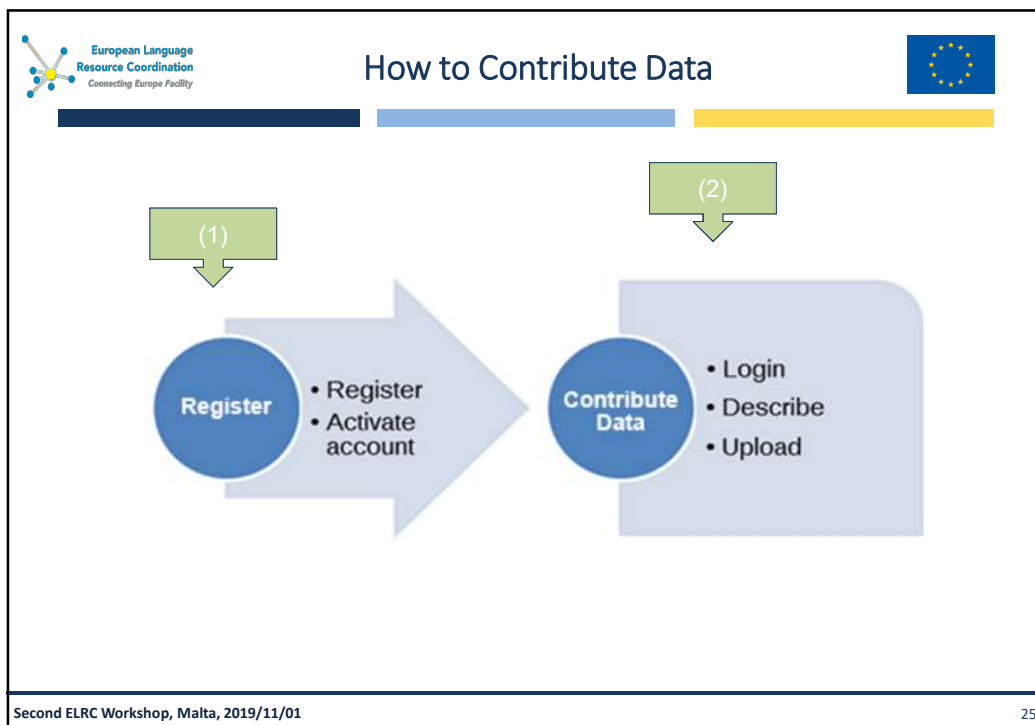 European Language
Resource Coordination
Connecting Europe Facility
How to Contribute Data
(1)
(2)
Register
• Register
• Activate
account
Contribute
Data
• Login
• Describe
• Upload
Second ELRC Workshop, Malta, 2019/11/01
25